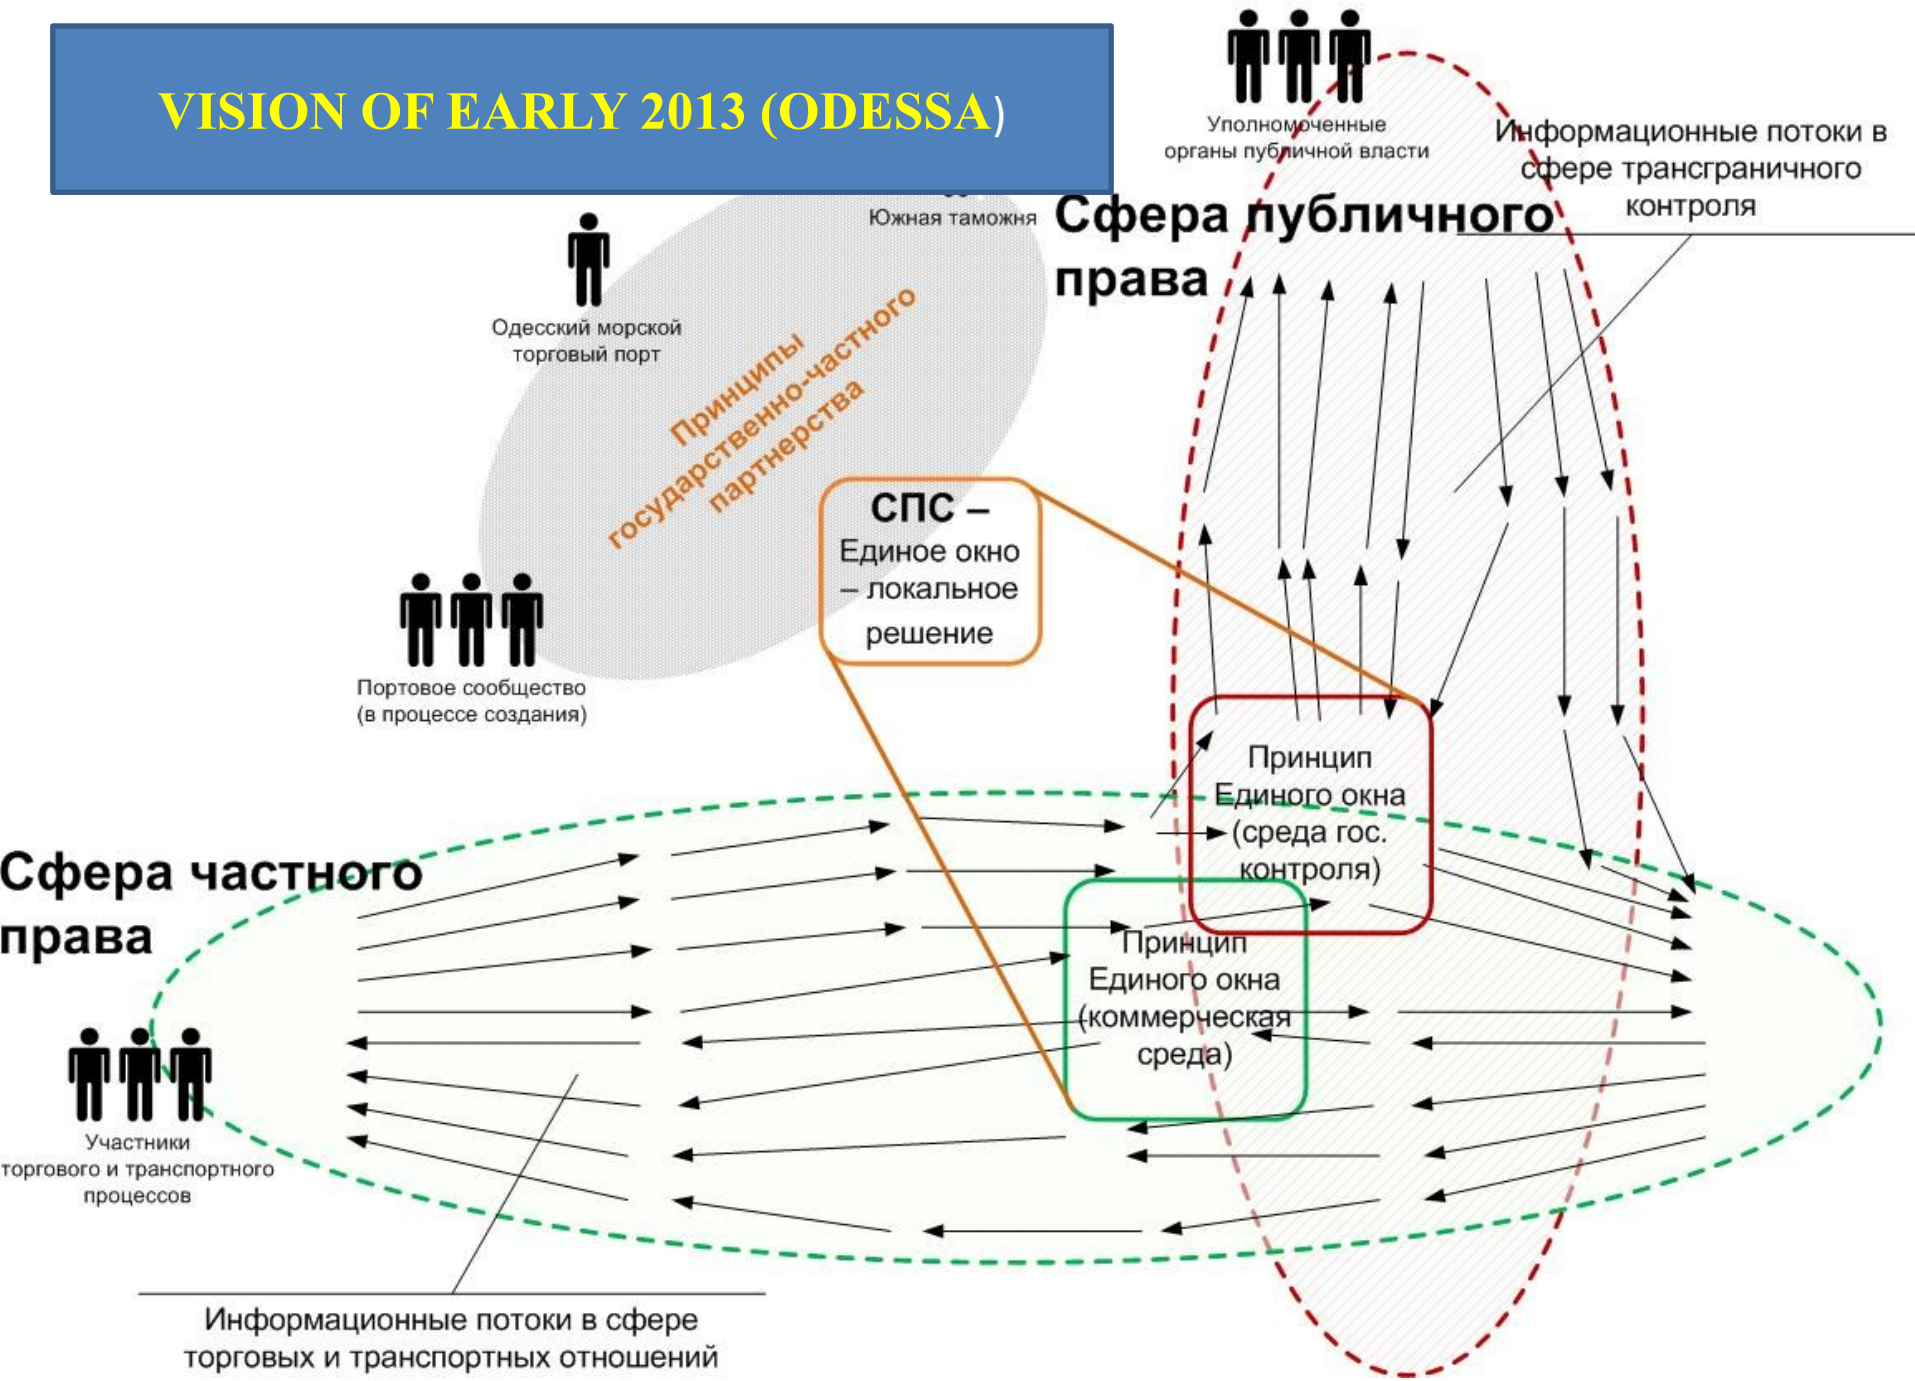 VISION OF EARLY 2013 (ODESSA)
Уполномоченные
органы публичной власти
Информационные потоки в
сфере трансграничного
контроля
Южная таможня
Сфера публичного
права
Одесский морской
торговый порт
Принципы
государственно-частного
партнерства
СПС –
Единое окно
– локальное
решение
Портовое сообщество
(в процессе создания)
Принцип
Единого окна
(среда гос.
контроля)
Сфера частного
права
Принцип
Единого окна
(коммерческая
среда)
Участники
торгового и транспортного
процессов
Информационные потоки в сфере
торговых и транспортных отношений